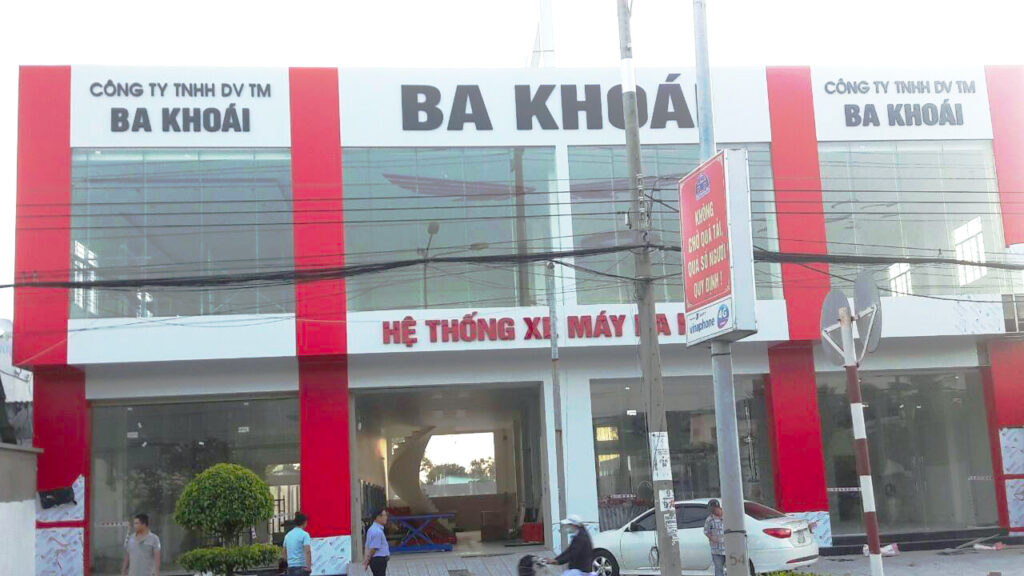 CÔNG TY TNHH DV TM
BA KHOÁI
BA KHOÁI
CÔNG TY TNHH DV TM
BA KHOÁI
HỆ THỐNG XE MÁY BA
KHÔNG
CHỞ QUÁ TẢI,
QUÁ SỐ NGƯỜI
QUY ĐỊNH !
vinaphone
4G